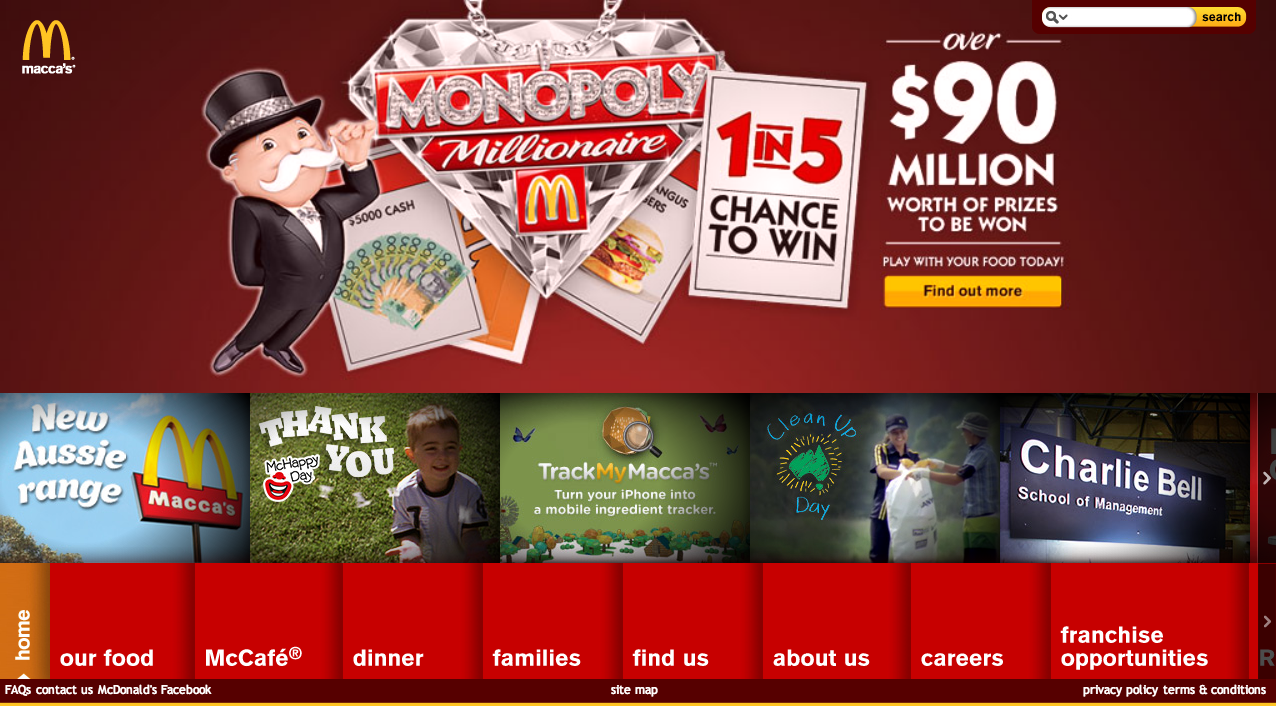 macca's
search
MONOPOLY
Millionaire
$5000 CASH
ANGUS
1 IN 5
CHANCE
TO WIN
over
$90
MILLION
WORTH OF PRIZES
TO BE WON
PLAY WITH YOUR FOOD TODAY!
Find out more
New
Aussie
range
Macca's
THANK
YOU
McHappy
Day
TrackMyMacca's™
Turn your iPhone into
a mobile ingredient tracker.
Clean Up
Day
Charlie Bell
School of Management
home
our food
McCafé®
dinner
families
find us
about us
careers
franchise
opportunities
FAQs contact us McDonald's Facebook
site map
privacy policy terms & conditions